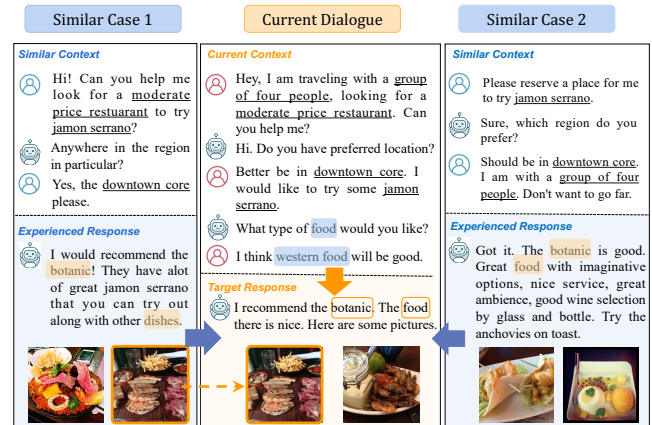 Similar Case 1
Current Dialogue
Similar Case 2
Similar Context
Hi! Can you help me
look for a moderate
price restuarant to try
jamon serrano?
Anywhere in the region
in particular?
Yes, the downtown core
please.
Experienced Response
I would recommend the
botanic! They have alot
of great jamon serrano
that you can try out
along with other dishes.
Current Context
Hey, I am traveling with a group
of four people, looking for a
moderate price restaurant. Can
you help me?
Hi. Do you have preferred location?
Better be in downtown core. I
would like to try some jamon
serrano.
What type of food would you like?
I think western food will be good.
Target Response
I recommend the botanic. The food
there is nice. Here are some pictures.
Similar Context
Please reserve a place for me
to try jamon serrano.
Sure, which region do you
prefer?
Should be in downtown core.
I am with a group of four
people. Don't want to go far.
Experienced Response
Got it. The botanic is good.
Great food with imaginative
options, nice service, great
ambience, good wine selection
by glass and bottle. Try the
anchovies on toast.